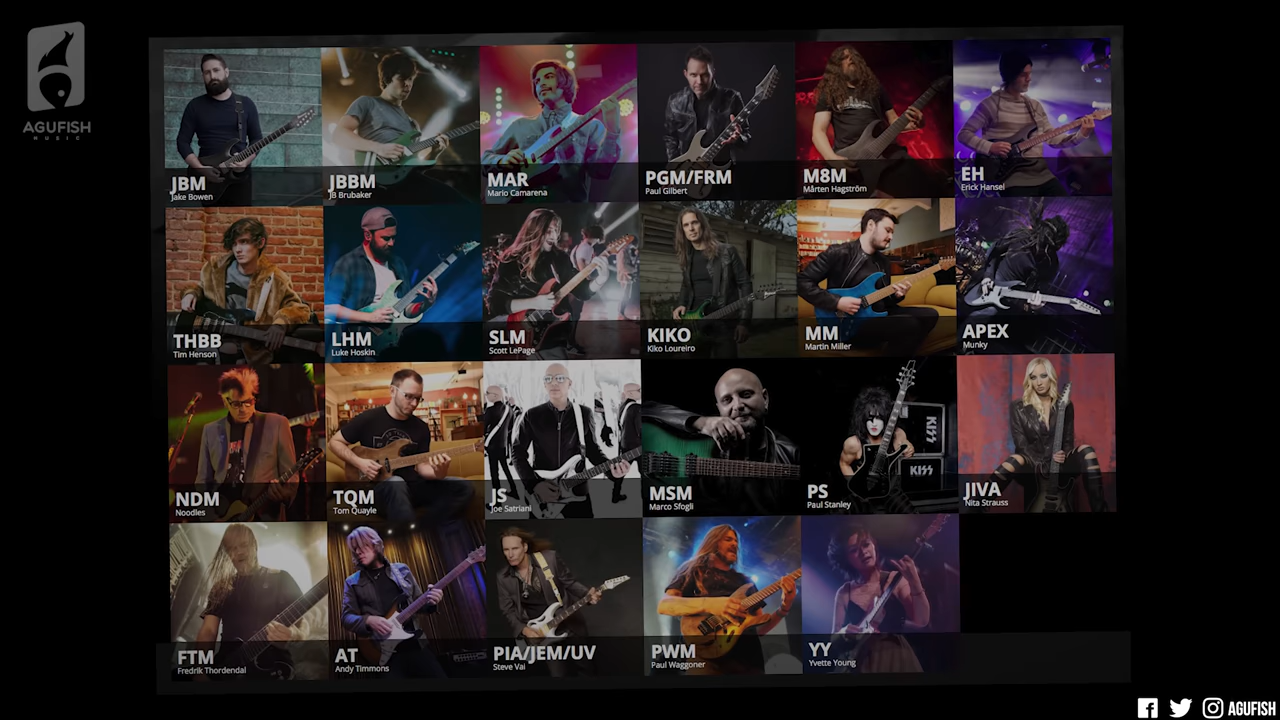 AGUFISH
MUSIC
JBM
Jake Bowen
JBBM
JB Brubaker
MAR
Mario Camarena
PGM/FRM
Paul Gilbert
M8M
Mårten Hagström
EH
Erick Hansel
THBB
Tim Henson
LHM
Luke Hoskin
SLM
Scott LePage
KIKO
Kiko Loureiro
MM
Martin Miller
APEX
Munky
NDM
Noodles
TQM
Tom Quayle
JS
Joe Satriani
MSM
Marco Sfogli
KISS
KISS
PS
Paul Stanley
JIVA
Nita Strauss
FTM
Fredrik Thordendal
AT
Andy Timmons
PIA/JEM/UV
Steve Vai
PWM
Paul Waggoner
YY
Yvette Young
AGUFISH